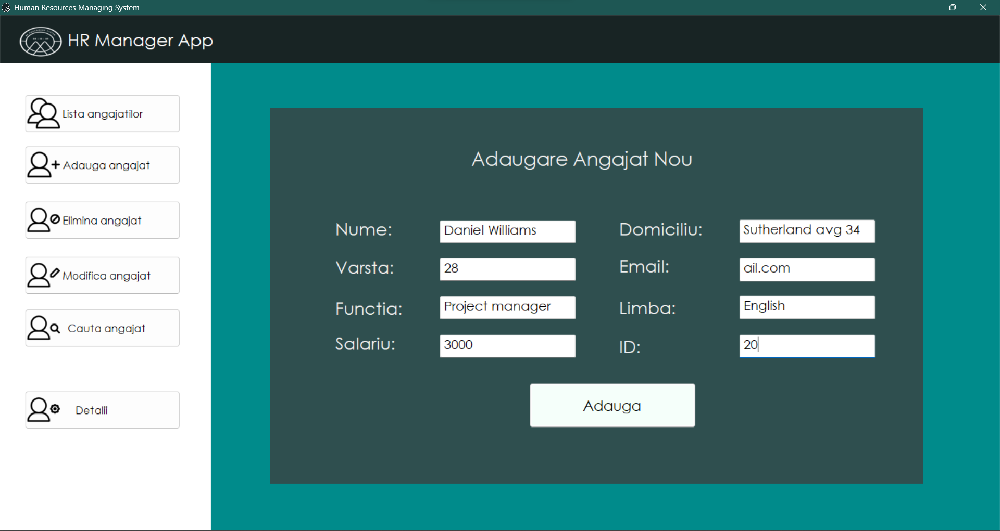 Human Resources Managing System
HR Manager App
Lista angajatilor
Adauga angajat
Elimina angajat
Modifica angajat
Cauta angajat
Detalii
Adaugare Angajat Nou
Nume: Daniel Williams
Domiciliu: Sutherland avg 34
Varsta: 28
Email: ail.com
Functia: Project manager
Limba: English
Salariu: 3000
ID: 20
Adauga